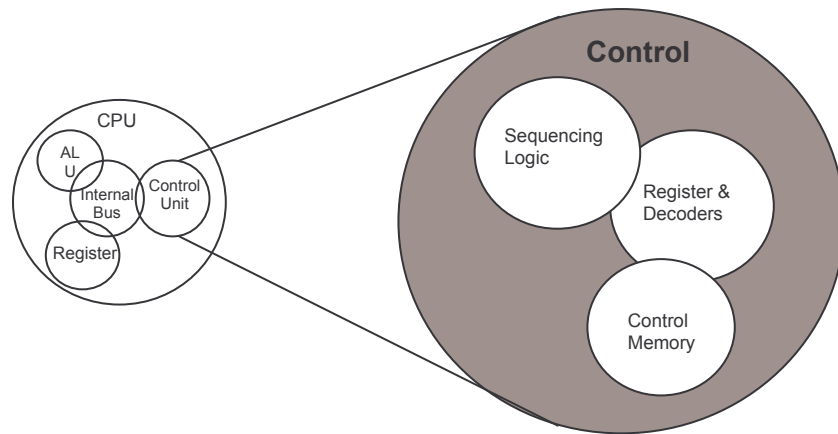 CPU
AL
U
Internal
Bus
Control
Unit
Register
Control
Sequencing
Logic
Register &
Decoders
Control
Memory